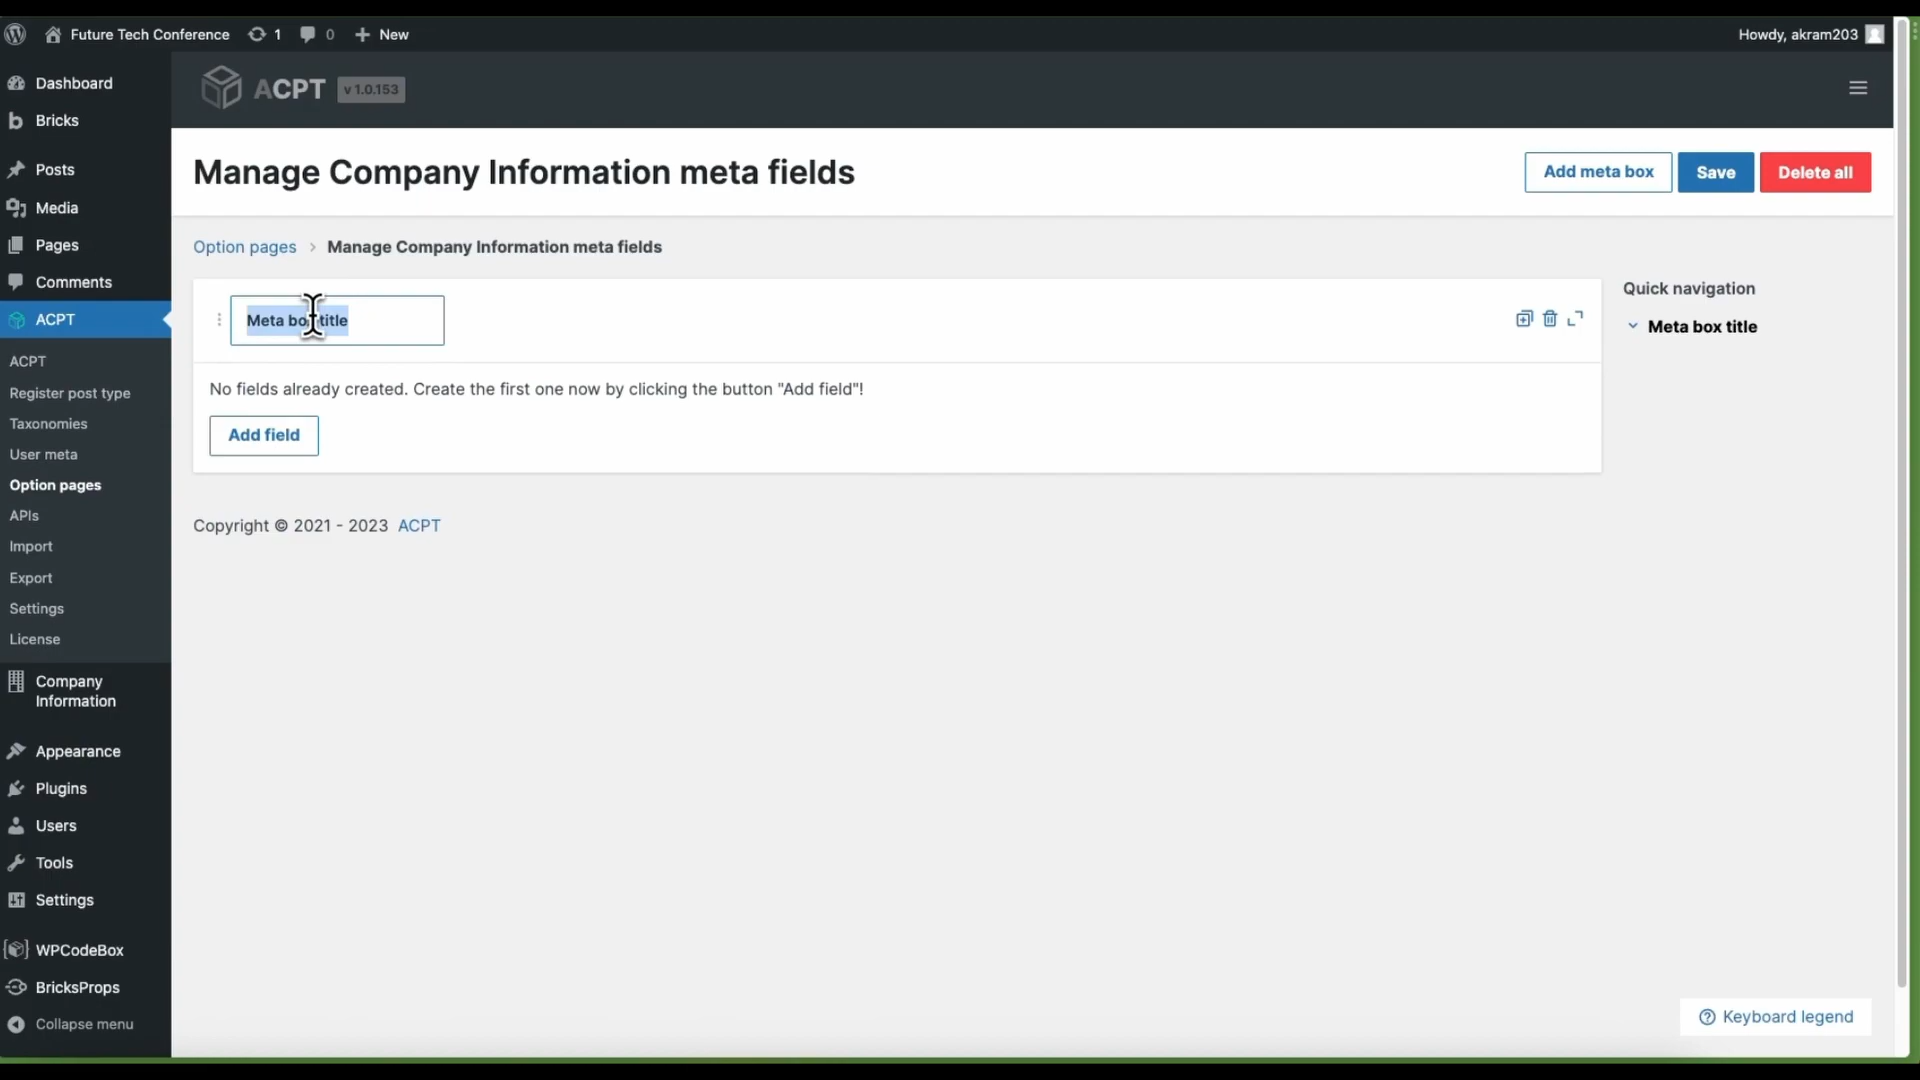 Future Tech Conference
1
0
New
Howdy, akram203
Dashboard
Bricks
Posts
Media
Pages
Comments
ACPT
ACPT
Register post type
Taxonomies
User meta
Option pages
APIs
Import
Export
Settings
License
Company
Information
Appearance
Plugins
Users
Tools
Settings
WPCodeBox
BricksProps
Collapse menu
ACPT
v 1.0.153
Manage Company Information meta fields
Add meta box
Save
Delete all
Option pages > Manage Company Information meta fields
Meta box title
No fields already created. Create the first one now by clicking the button "Add field"!
Add field
Quick navigation
Meta box title
Copyright © 2021 - 2023 ACPT
Keyboard legend